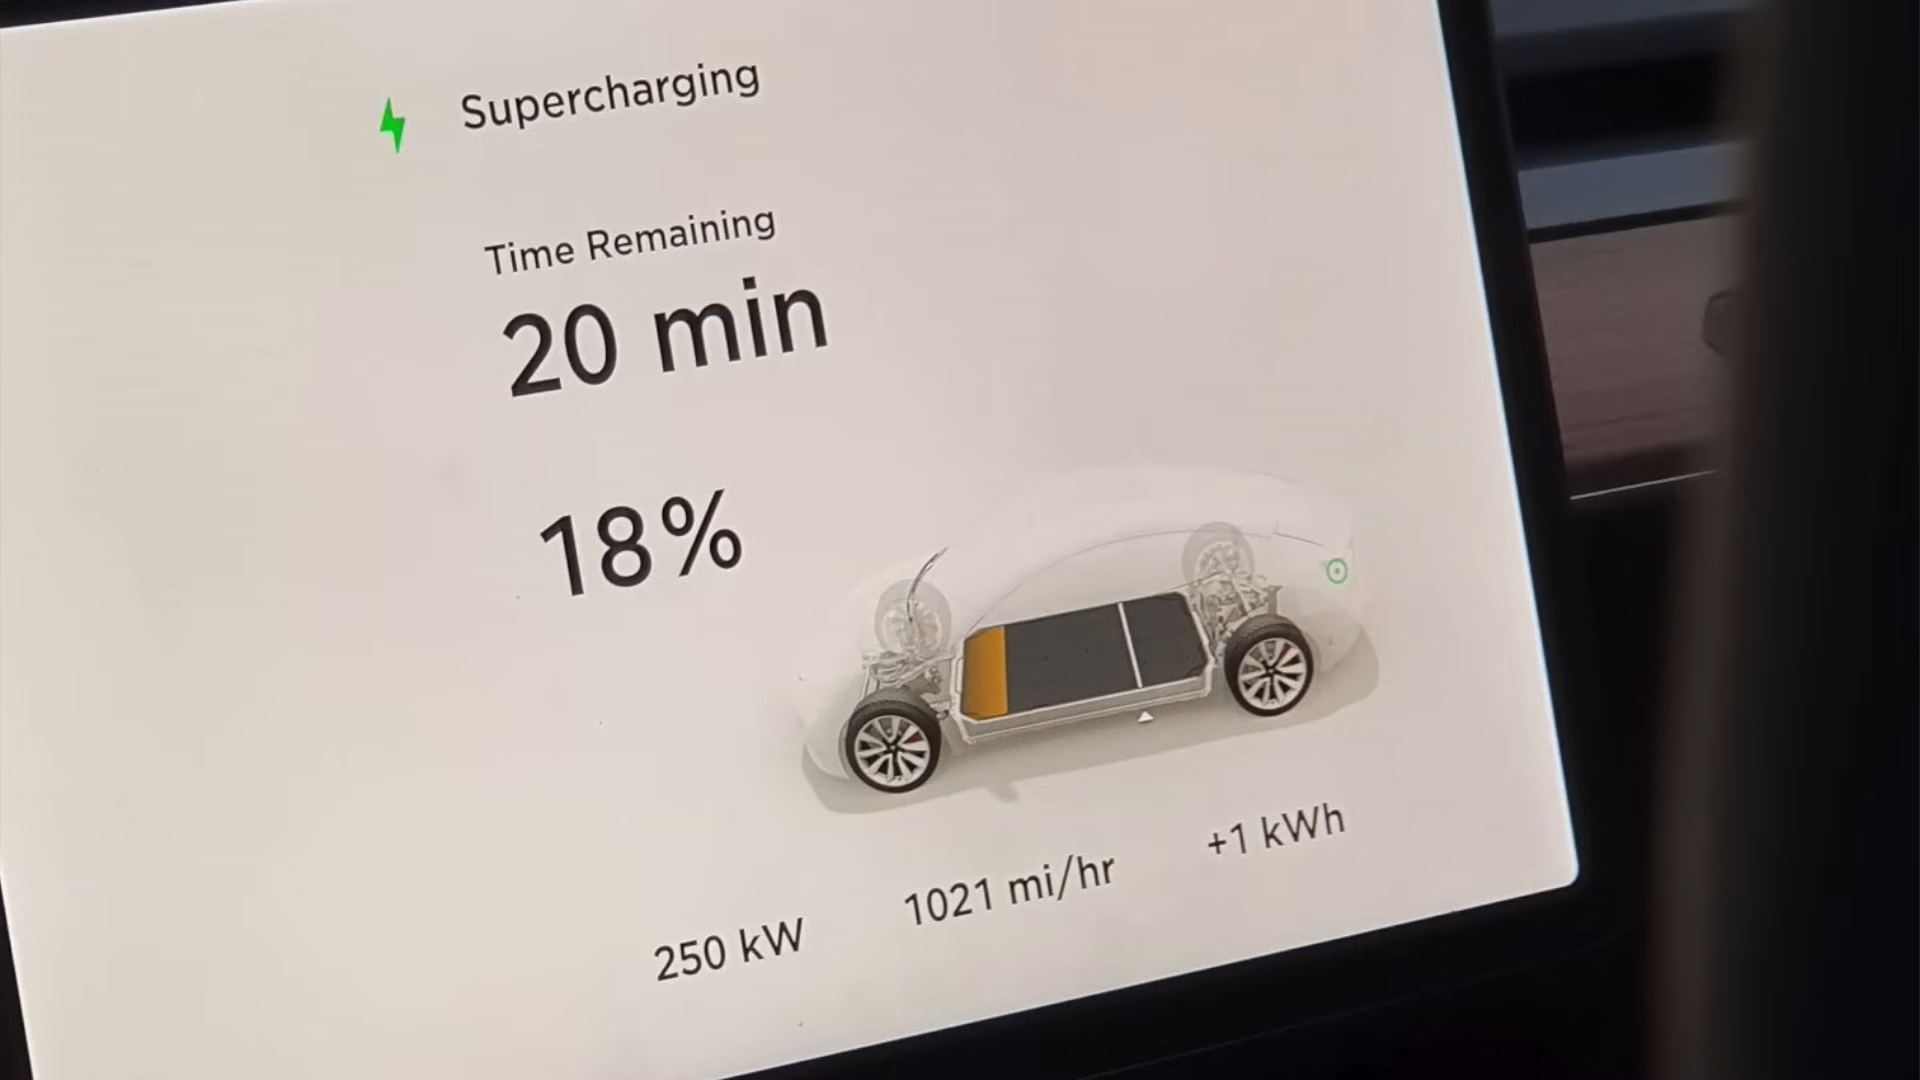 Supercharging
Time Remaining
20 min
18%
250 kW
1021 mi/hr
+1 kWh